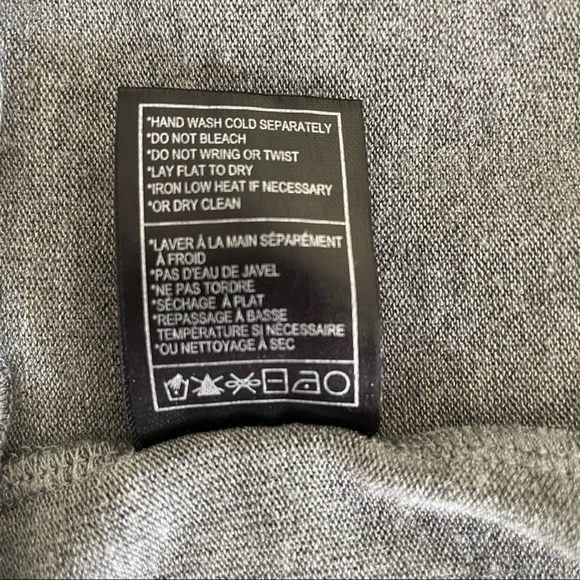 *HAND WASH COLD SEPARATELY
*DO NOT BLEACH
*DO NOT WRING OR TWIST
*LAY FLAT TO DRY
*IRON LOW HEAT IF NECESSARY
*OR DRY CLEAN
*LAVER À LA MAIN SÉPARÉMENT
À FROID
*PAS D'EAU DE JAVEL
*NE PAS TORDRE
*SÉCHAGE À PLAT
*REPASSAGE À BASSE
TEMPÉRATURE SI NÉCESSAIRE
*OU NETTOYAGE À SEC